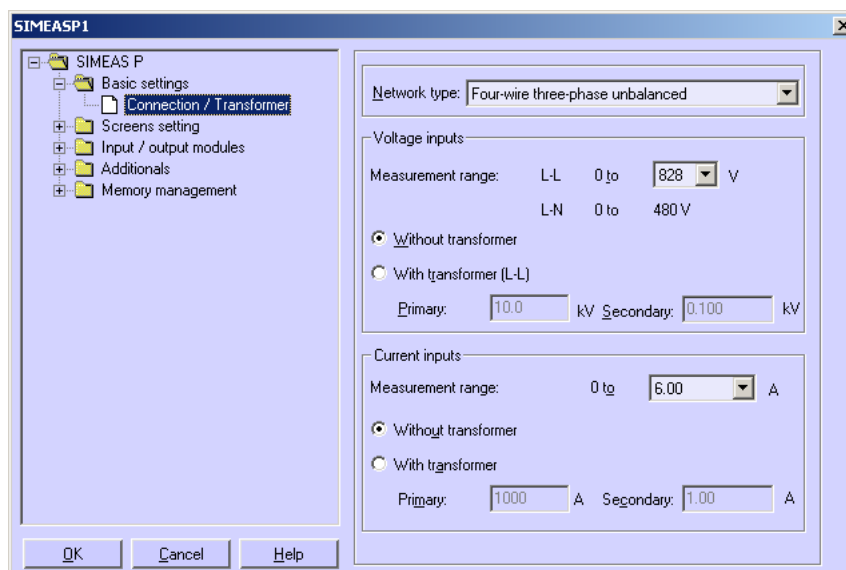 SIMEASP1
SIMEAS P
Basic settings
Connection / Transformer
Screens setting
Input / output modules
Additionals
Memory management
Network type: Four-wire three-phase unbalanced
Voltage inputs
Measurement range: L-L 0 to 828 V
L-N 0 to 480 V
Without transformer
With transformer (L-L)
Primary: 10.0 kV Secondary: 0.100 kV
Current inputs
Measurement range: 0 to 6.00 A
Without transformer
With transformer
Primary: 1000 A Secondary: 1.00 A
OK Cancel Help